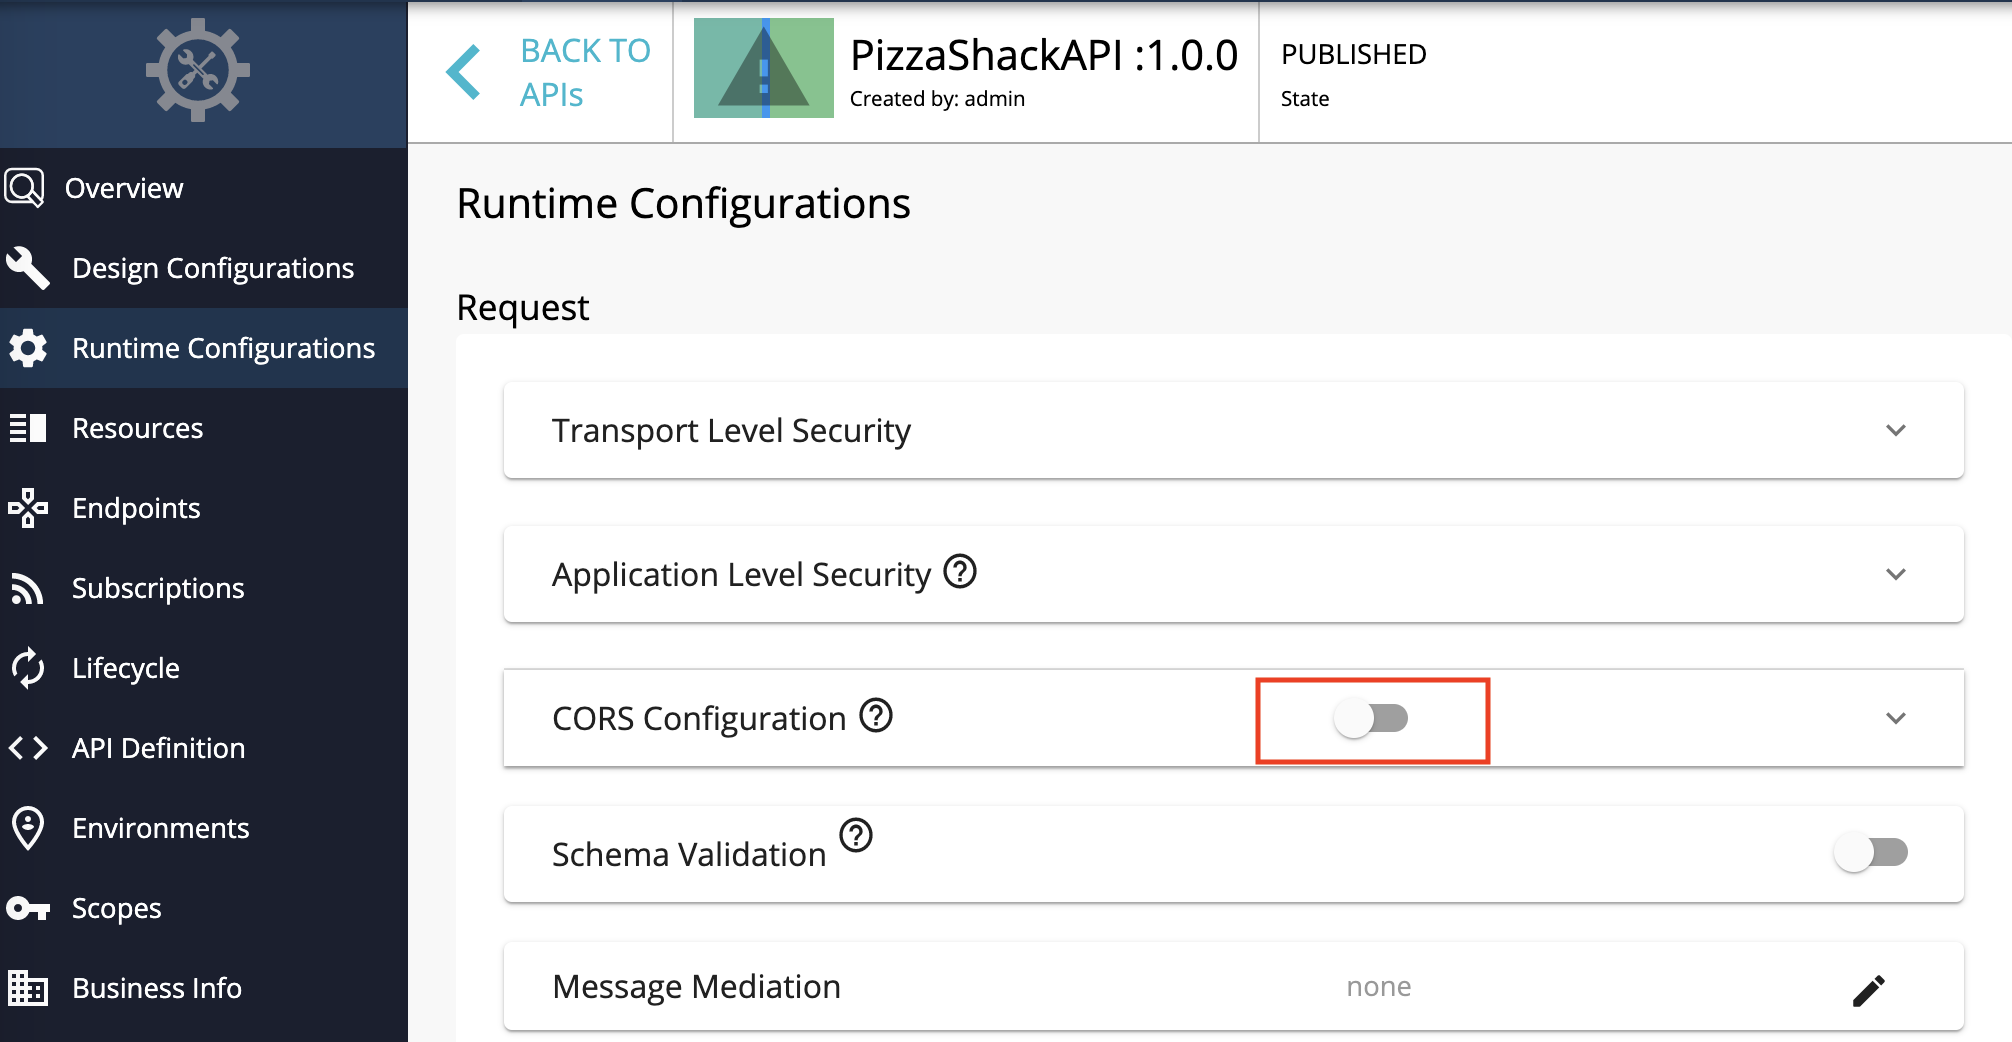 BACK TO
APIs
PizzaShackAPI :1.0.0
Created by: admin
PUBLISHED
State
Overview
Design Configurations
Runtime Configurations
Resources
Endpoints
Subscriptions
Lifecycle
API Definition
Environments
Scopes
Business Info
Runtime Configurations
Request
Transport Level Security
Application Level Security ?
CORS Configuration ?
Schema Validation ?
Message Mediation none